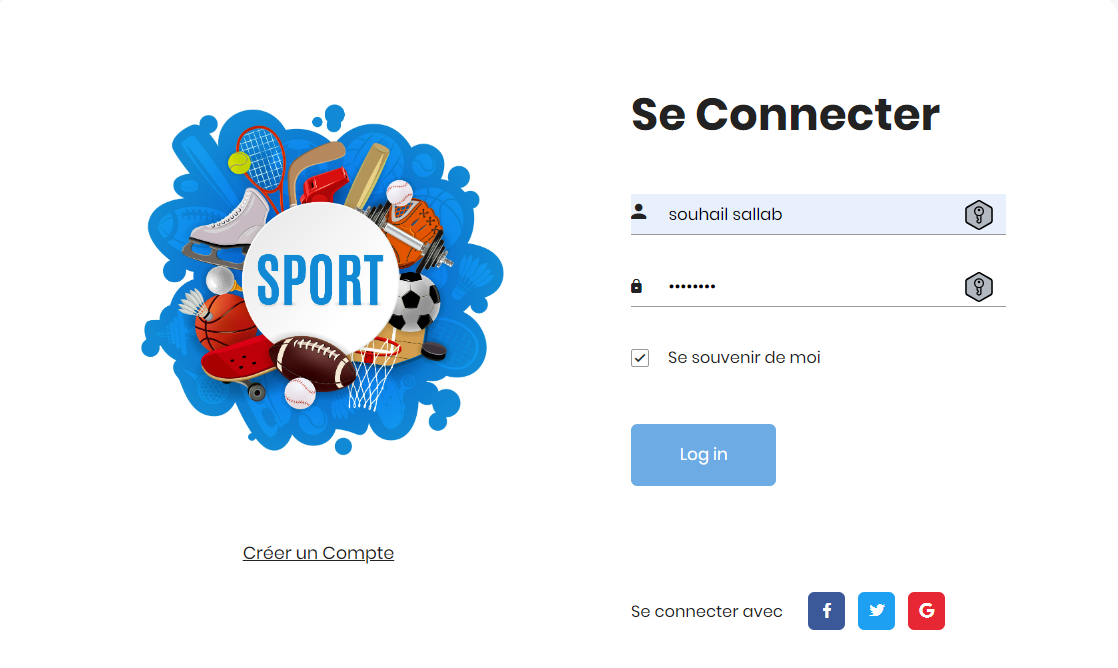 SPORT
Créer un Compte
Se Connecter
souhail sallab
••••••••
Se souvenir de moi
Log in
Se connecter avec